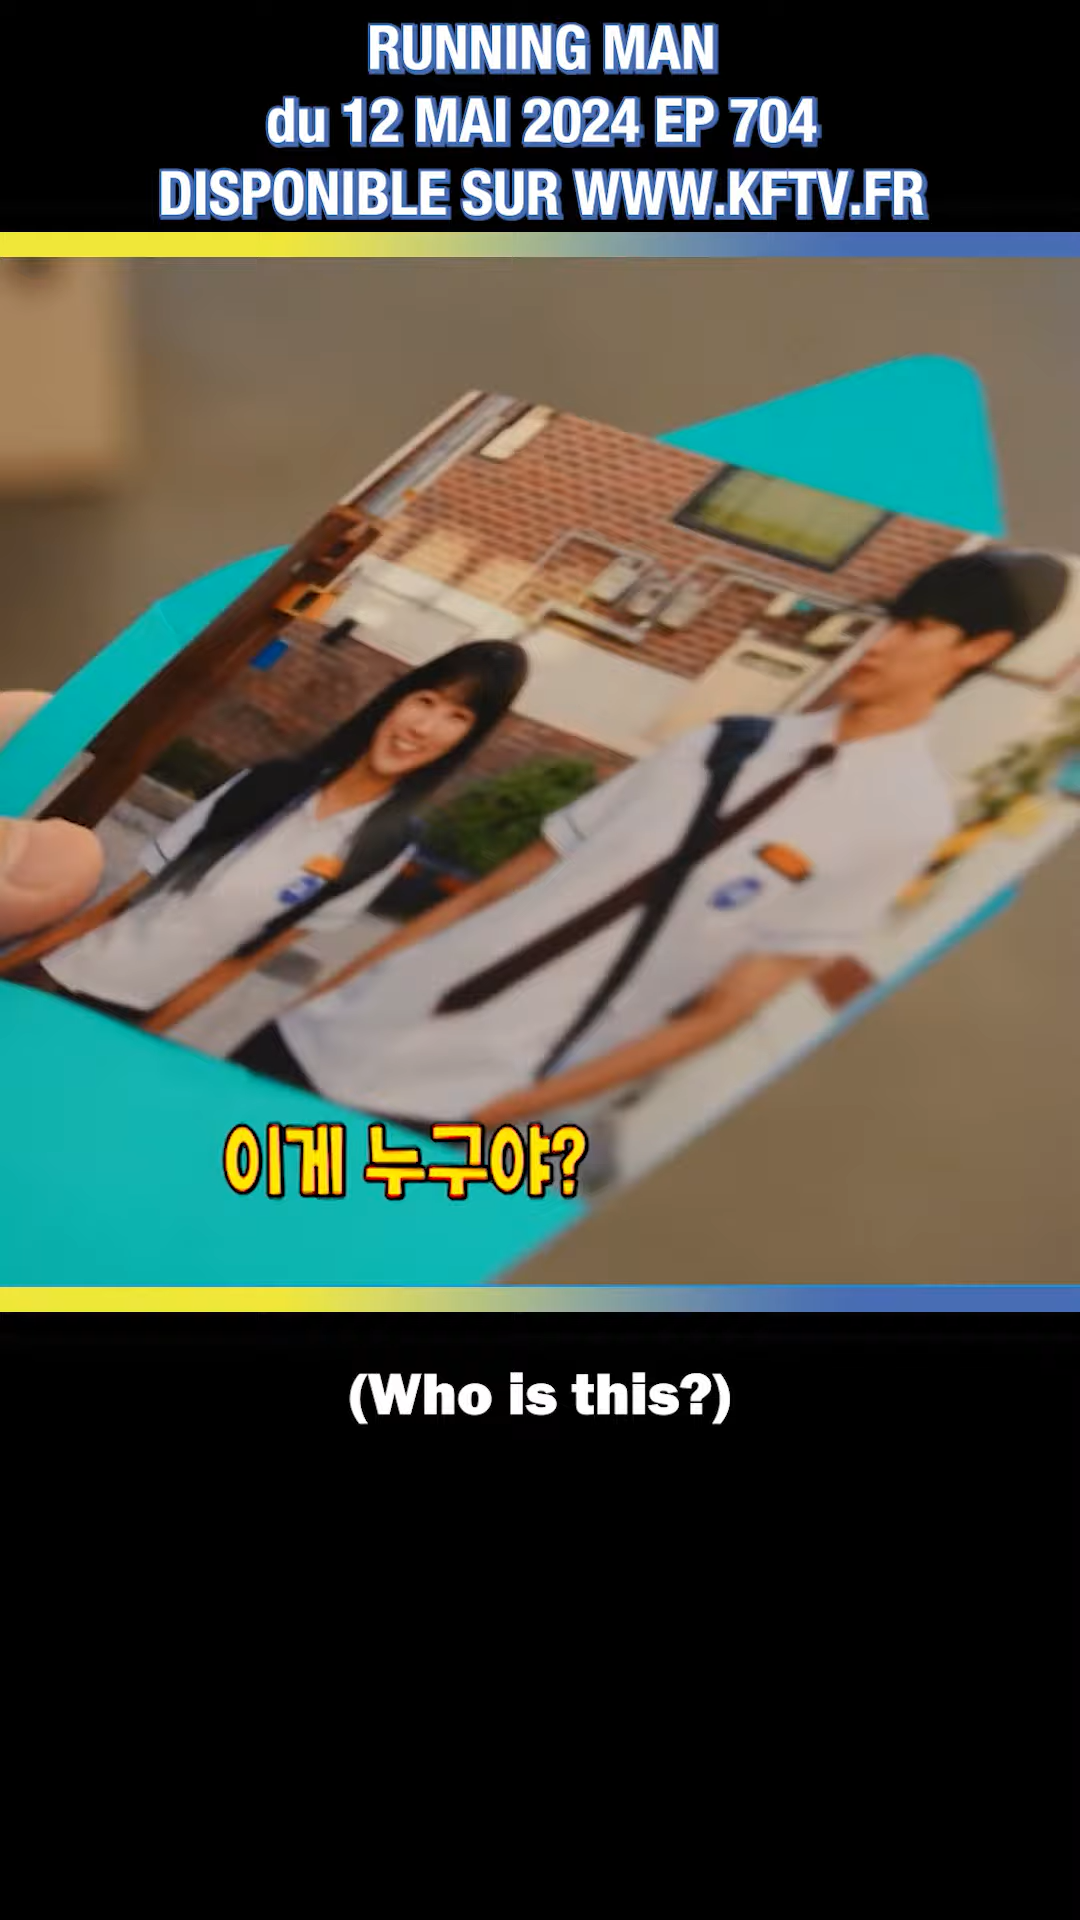 RUNNING MAN
du 12 MAI 2024 EP 704
DISPONIBLE SUR WWW.KFTV.FR
이게 누구야?
(Who is this?)